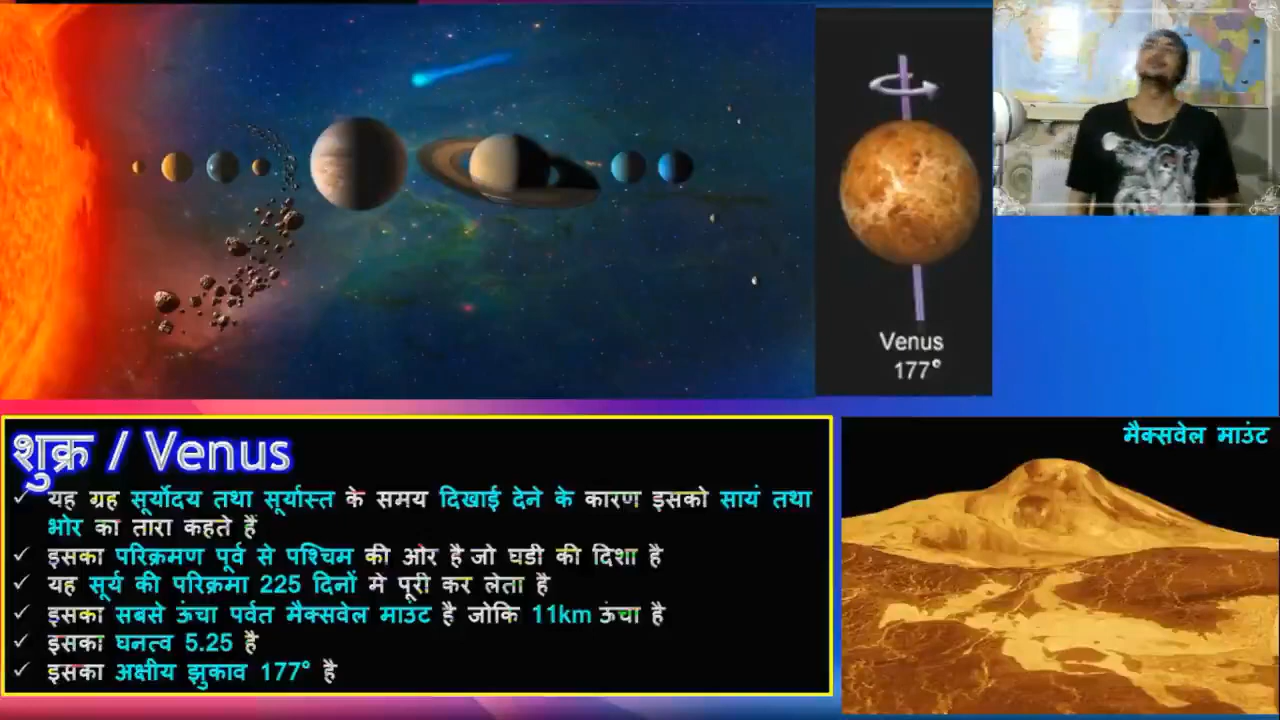 Venus
177°
शुक्र / Venus
✓ यह ग्रह सूर्योदय तथा सूर्यास्त के समय दिखाई देने के कारण इसको सायं तथा
भोर का तारा कहते हैं
✓ इसका परिक्रमण पूर्व से पश्चिम की ओर है जो घडी की दिशा है
✓ यह सूर्य की परिक्रमा 225 दिनों मे पूरी कर लेता है
✓ इसका सबसे ऊंचा पर्वत मैक्सवेल माउंट है जोकि 11km ऊंचा है
✓ इसका घनत्व 5.25 है
✓ इसका अक्षीय झुकाव 177° है
मैक्सवेल माउंट